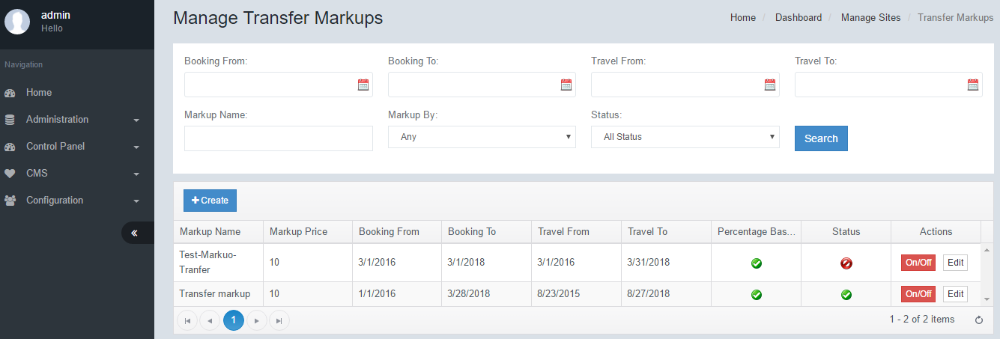 admin
Hello
Navigation
Home
Administration
Control Panel
CMS
Configuration
Manage Transfer Markups
Home / Dashboard / Manage Sites / Transfer Markups
Booking From: Booking To: Travel From: Travel To:
Markup Name: Markup By: Status:
Any All Status Search
Create
Markup Name Markup Price Booking From Booking To Travel From Travel To Percentage Bas... Status Actions
Test-Markuo-
Tranfer 10 3/1/2016 3/1/2018 3/1/2016 3/31/2018 On/Off Edit
Transfer markup 10 1/1/2016 3/28/2018 8/23/2015 8/27/2018 On/Off Edit
1 1 - 2 of 2 items